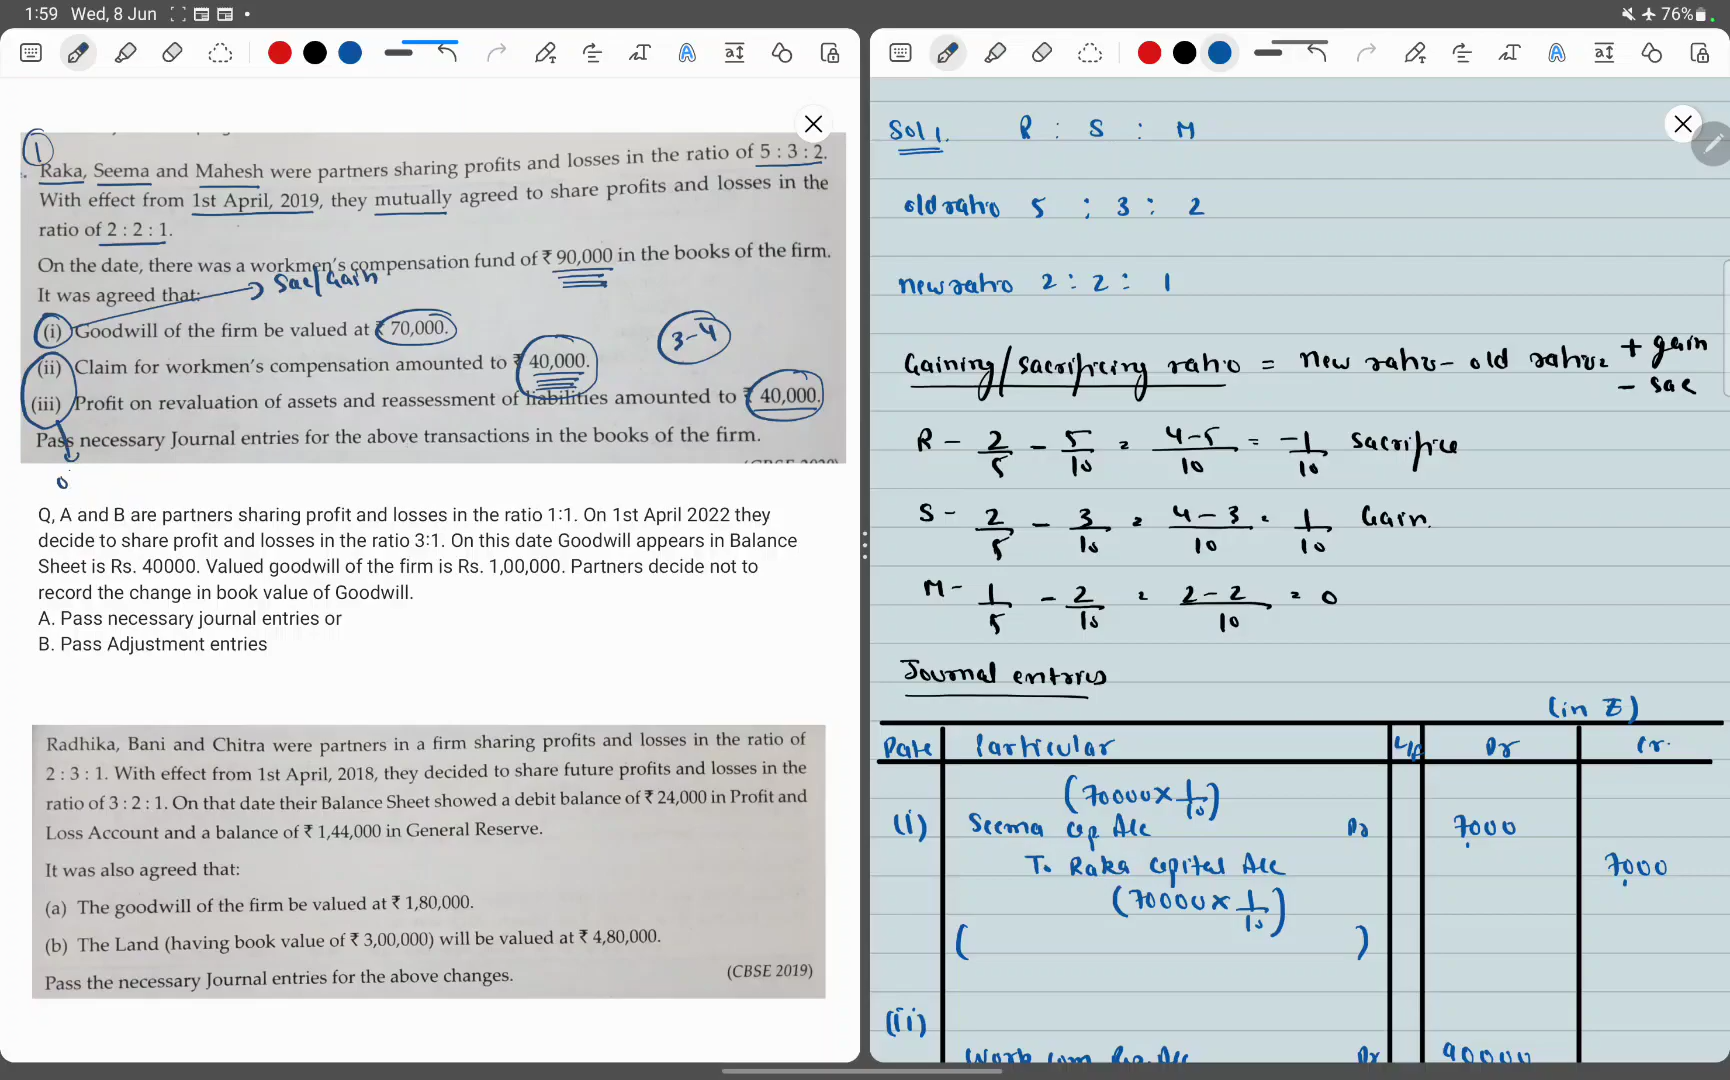 1:59 Wed, 8 Jun
76%
1
Raka, Seema and Mahesh were partners sharing profits and losses in the ratio of 5 : 3 : 2.
With effect from 1st April, 2019, they mutually agreed to share profits and losses in the
ratio of 2 : 2 : 1.
On the date, there was a workmen's compensation fund of ₹ 90,000 in the books of the firm.
It was agreed that: → Sac/Gain
(i) Goodwill of the firm be valued at ₹ 70,000.
3-4
(ii) Claim for workmen's compensation amounted to ₹ 40,000.
(iii) Profit on revaluation of assets and reassessment of liabilities amounted to ₹ 40,000.
Pass necessary Journal entries for the above transactions in the books of the firm.
Q, A and B are partners sharing profit and losses in the ratio 1:1. On 1st April 2022 they
decide to share profit and losses in the ratio 3:1. On this date Goodwill appears in Balance
Sheet is Rs. 40000. Valued goodwill of the firm is Rs. 1,00,000. Partners decide not to
record the change in book value of Goodwill.
A. Pass necessary journal entries or
B. Pass Adjustment entries
Radhika, Bani and Chitra were partners in a firm sharing profits and losses in the ratio of
2 : 3 : 1. With effect from 1st April, 2018, they decided to share future profits and losses in the
ratio of 3 : 2 : 1. On that date their Balance Sheet showed a debit balance of ₹ 24,000 in Profit and
Loss Account and a balance of ₹ 1,44,000 in General Reserve.
It was also agreed that:
(a) The goodwill of the firm be valued at ₹ 1,80,000.
(b) The Land (having book value of ₹ 3,00,000) will be valued at ₹ 4,80,000.
Pass the necessary Journal entries for the above changes. (CBSE 2019)
Sol 1. R : S : M
old ratio 5 : 3 : 2
new ratio 2 : 2 : 1
Gaining/sacrificing ratio = New ratio - old ratio = + gain
- sac
R - 2/5 - 5/10 = 4-5/10 = -1/10 sacrifice
S - 2/5 - 3/10 = 4-3/10 = 1/10 Gain.
M - 1/5 - 2/10 = 2-2/10 = 0
Journal entries
(in ₹)
Date Particular L/f Dr Cr.
(70000 x 1/10)
(i) Seema Cap A/c Dr 7000
To Raka Capital A/c 7000
(70000 x 1/10)
( )
(ii)
Work com Dr 90000